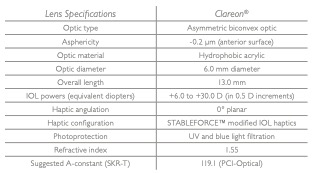 Lens Specifications Clareon®
Optic type Asymmetric biconvex optic
Asphericity -0.2 µm (anterior surface)
Optic material Hydrophobic acrylic
Optic diameter 6.0 mm diameter
Overall length 13.0 mm
IOL powers (equivalent diopters) +6.0 to +30.0 D (in 0.5 D increments)
Haptic angulation 0° planar
Haptic configuration STABLEFORCE™ modified IOL haptics
Photoprotection UV and blue light filtration
Refractive index 1.55
Suggested A-constant (SKR-T) 119.1 (PCI-Optical)